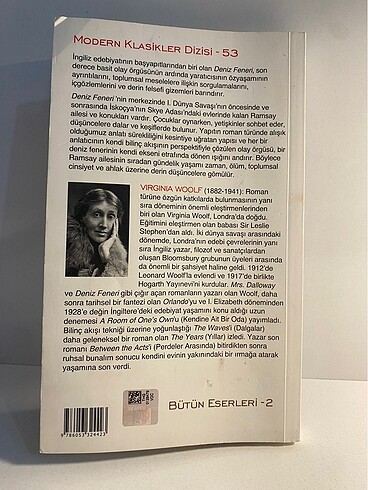 MODERN KLASİKLER DİZİSİ - 53
İngiliz edebiyatının başyapıtlarından biri olan Deniz Feneri, son
derece basit olay örgüsünün ardında yaratıcısının özyaşamının
ayrıntılarını, toplumsal meselelere ilişkin sorgulamalarını,
içgözlemlerini ve derin felsefi gizemleri barındırır.
Deniz Feneri'nin merkezinde I. Dünya Savaşı'nın öncesinde ve
sonrasında İskoçya'nın Skye Adası'ndaki evlerinde kalan Ramsay
ailesi ve konukları vardır. Çocuklar oynarken, yetişkinler sohbet eder,
düşüncelere dalar ve keşiflerde bulunur. Yapıtın roman türünde alışık
olduğumuz anlatı sürekliliğini kesintiye uğratan yapısı ve her bir
anlatıcının kendi bilinç akışının perspektifiyle çözülen olay örgüsü, bir
deniz fenerinin kendi ekseni etrafında dönen ışığını andırır. Böylece
Ramsay ailesinin sıradan gündelik yaşamı zaman, ölüm, toplumsal
cinsiyet ve ahlak üzerine derin düşüncelere gömülür.
VIRGINIA WOOLF (1882-1941): Roman
türüne özgün katkılarda bulunmasının yanı
sıra döneminin önemli eleştirmenlerinden
biri olan Virginia Woolf, Londra'da doğdu.
Eğitimini eleştirmen olan babası Sir Leslie
Stephen'dan aldı. İki dünya savaşı arasındaki
dönemde, Londra'nın edebi çevrelerinin yanı
sıra İngiliz yazar, filozof ve sanatçılardan
oluşan Bloomsbury grubunun üyeleri arasında
da önemli bir şahsiyet haline geldi. 1912'de
Leonard Woolf'la evlendi ve 1917'de birlikte
Hogarth Yayınevi'ni kurdular. Mrs. Dalloway
ve Deniz Feneri gibi çığır açan romanların yazarı olan Woolf, daha
sonra tarihsel bir fantezi olan Orlando'yu ve I. Elizabeth döneminden
1928'e değin İngiltere'deki edebiyat yaşamını konu aldığı uzun
denemesi A Room of One's Own'u (Kendine Ait Bir Oda) yayımladı.
Bilinç akışı tekniği üzerine yoğunlaştığı The Waves'i (Dalgalar)
daha geleneksel bir roman olan The Years (Yıllar) izledi. Yazar son
romanı Between the Acts'i (Perdeler Arasında) bitirdikten sonra
ruhsal bunalım sonucu kendini evinin yakınındaki bir ırmağa atarak
yaşamına son verdi.
BÜTÜN ESERLERİ -2
9 786053 324423